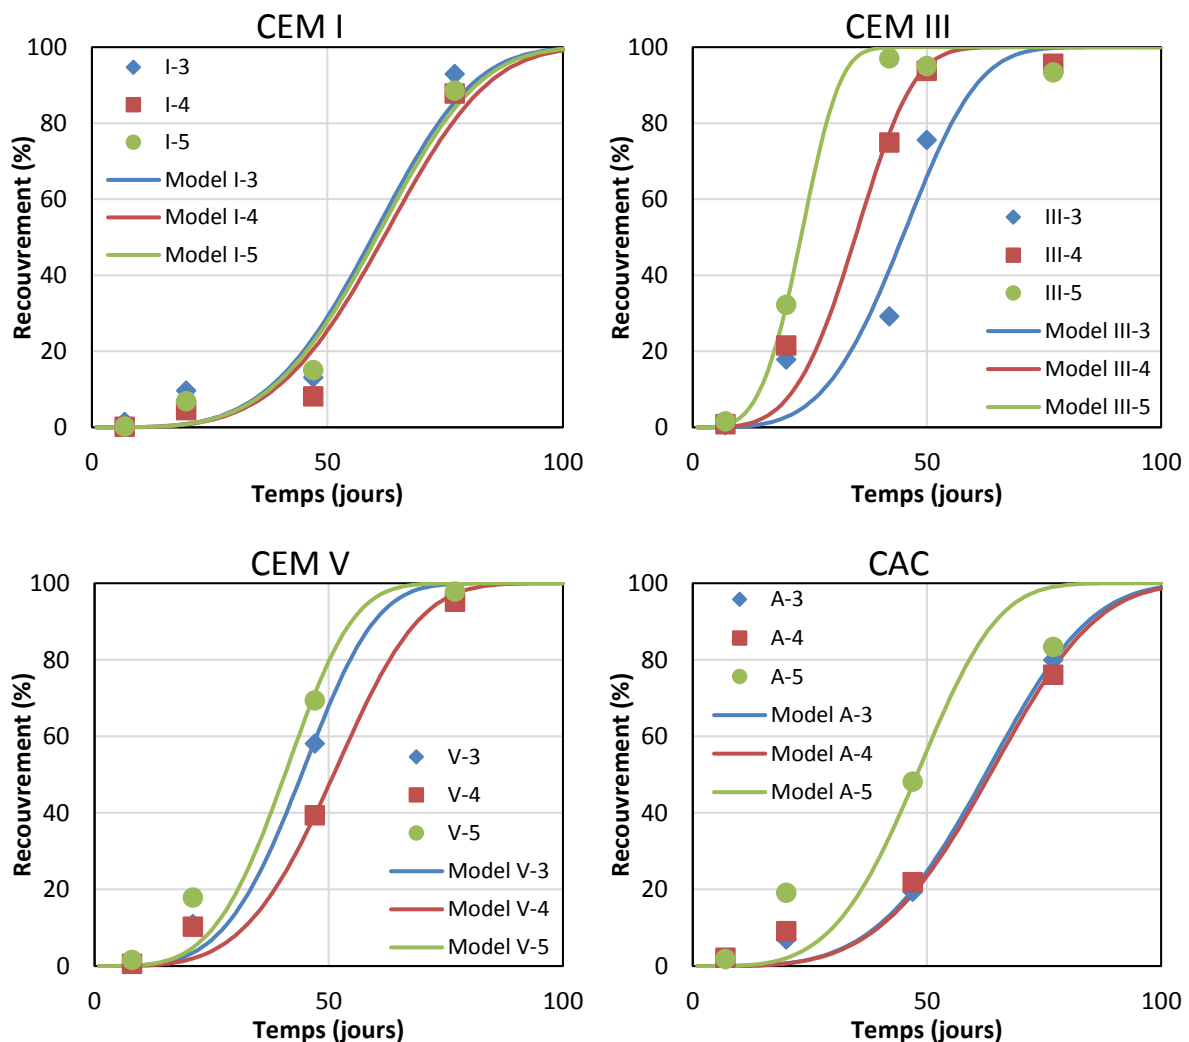 CEM I
100
80
60
40
20
0
Recouvrement (%)
I-3
I-4
I-5
Model I-3
Model I-4
Model I-5
0
50
100
Temps (jours)
CEM III
100
80
60
40
20
0
Recouvrement (%)
III-3
III-4
III-5
Model III-3
Model III-4
Model III-5
0
50
100
Temps (jours)
CEM V
100
80
60
40
20
0
Recouvrement (%)
V-3
V-4
V-5
Model V-3
Model V-4
Model V-5
0
50
100
Temps (jours)
CAC
100
80
60
40
20
0
Recouvrement (%)
A-3
A-4
A-5
Model A-3
Model A-4
Model A-5
0
50
100
Temps (jours)